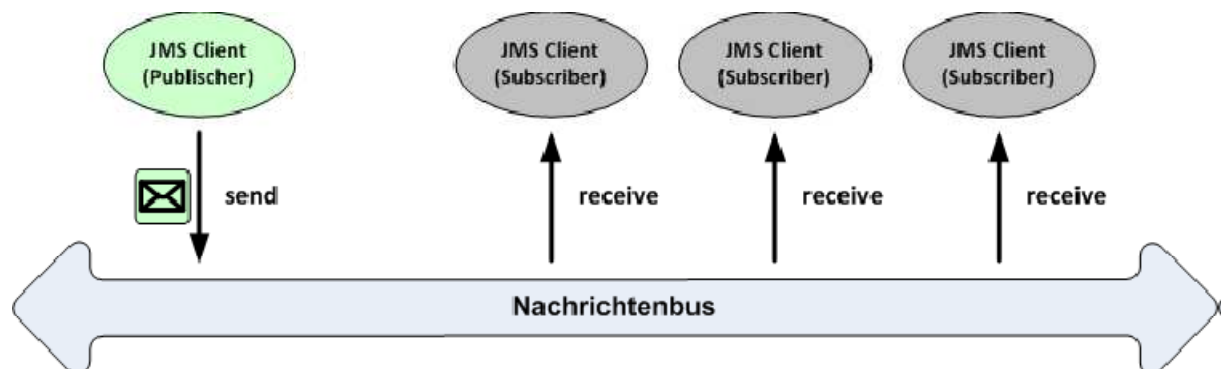 JMS Client
(Publischer)
JMS Client
(Subscriber)
JMS Client
(Subscriber)
JMS Client
(Subscriber)
send
receive
receive
receive
Nachrichtenbus